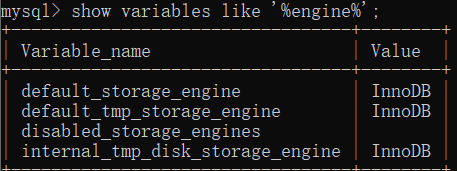 mysql> show variables like '%engine%';
+----------------------------------+--------+
| Variable_name                    | Value  |
+----------------------------------+--------+
| default_storage_engine           | InnoDB |
| default_tmp_storage_engine       | InnoDB |
| disabled_storage_engines         |        |
| internal_tmp_disk_storage_engine | InnoDB |
+----------------------------------+--------+